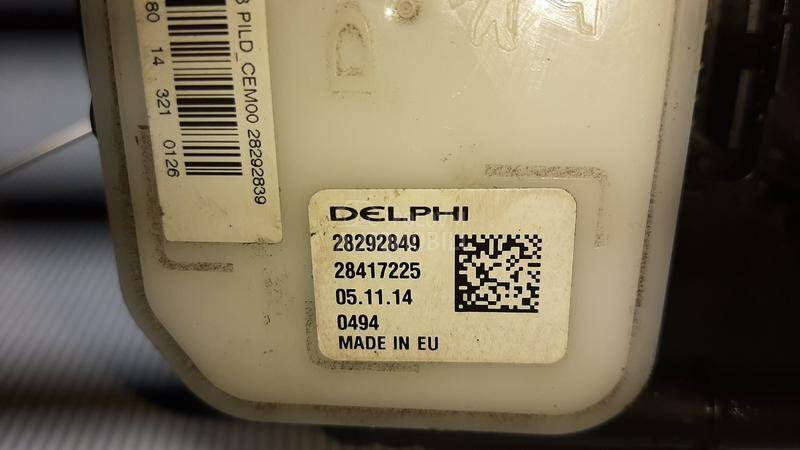 PILD_CEM00 28292839
80 14 . 321 0126
DELPHI
28292849
28417225
05.11.14
0494
MADE IN EU